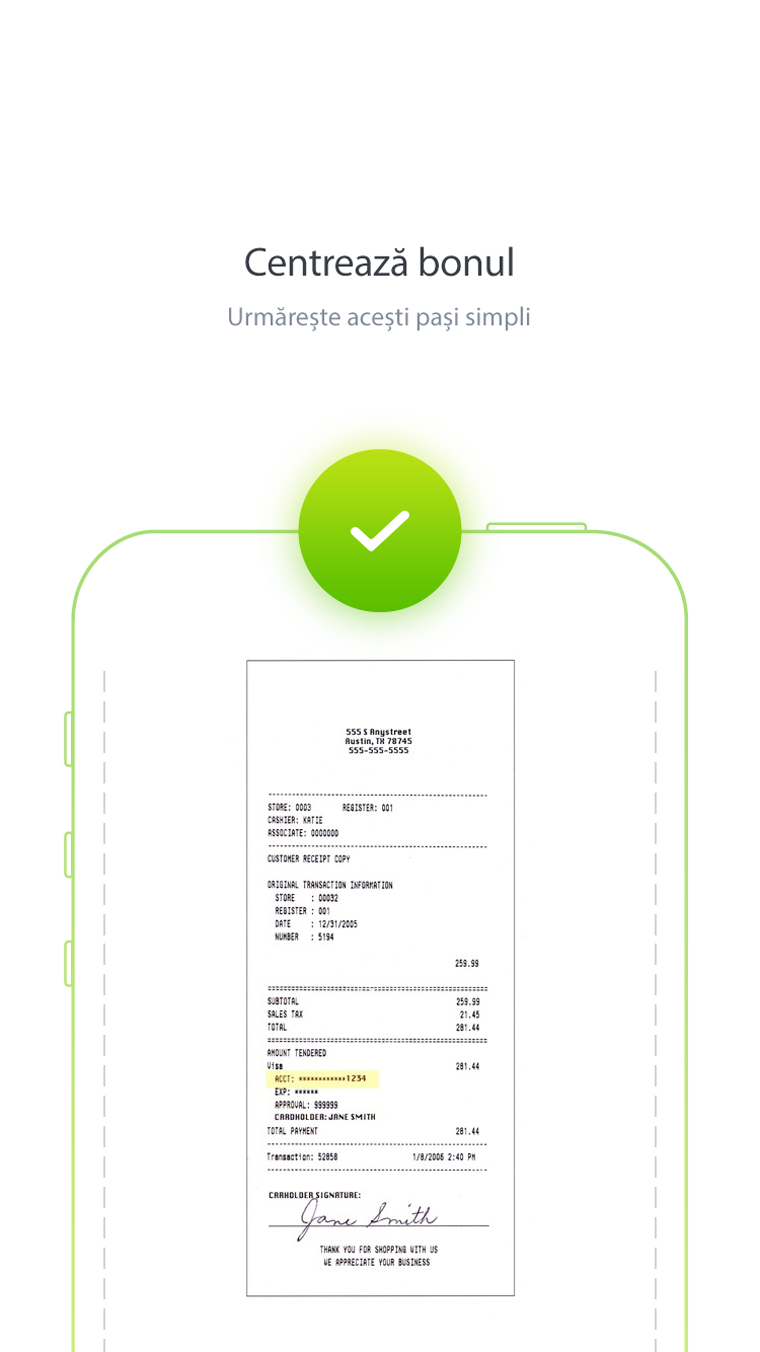 Centrează bonul
Urmărește acești pași simpli
555 S Anystreet
Austin, TX 78745
555-555-5555
STORE: 0003 REGISTER: 001
CASHIER: KATIE
ASSOCIATE: 0000000
CUSTOMER RECEIPT COPY
ORIGINAL TRANSACTION INFORMATION
STORE : 00032
REGISTER : 001
DATE : 12/31/2005
NUMBER : 5194
259.99
SUBTOTAL 259.99
SALES TAX 21.45
TOTAL 281.44
AMOUNT TENDERED
Visa 281.44
ACCT: ************1234
EXP: ******
APPROVAL: 999999
CARDHOLDER: JANE SMITH
TOTAL PAYMENT 281.44
Transaction: 52858 1/8/2006 2:40 PM
CARHOLDER SIGNATURE:
Jane Smith
THANK YOU FOR SHOPPING WITH US
WE APPRECIATE YOUR BUSINESS